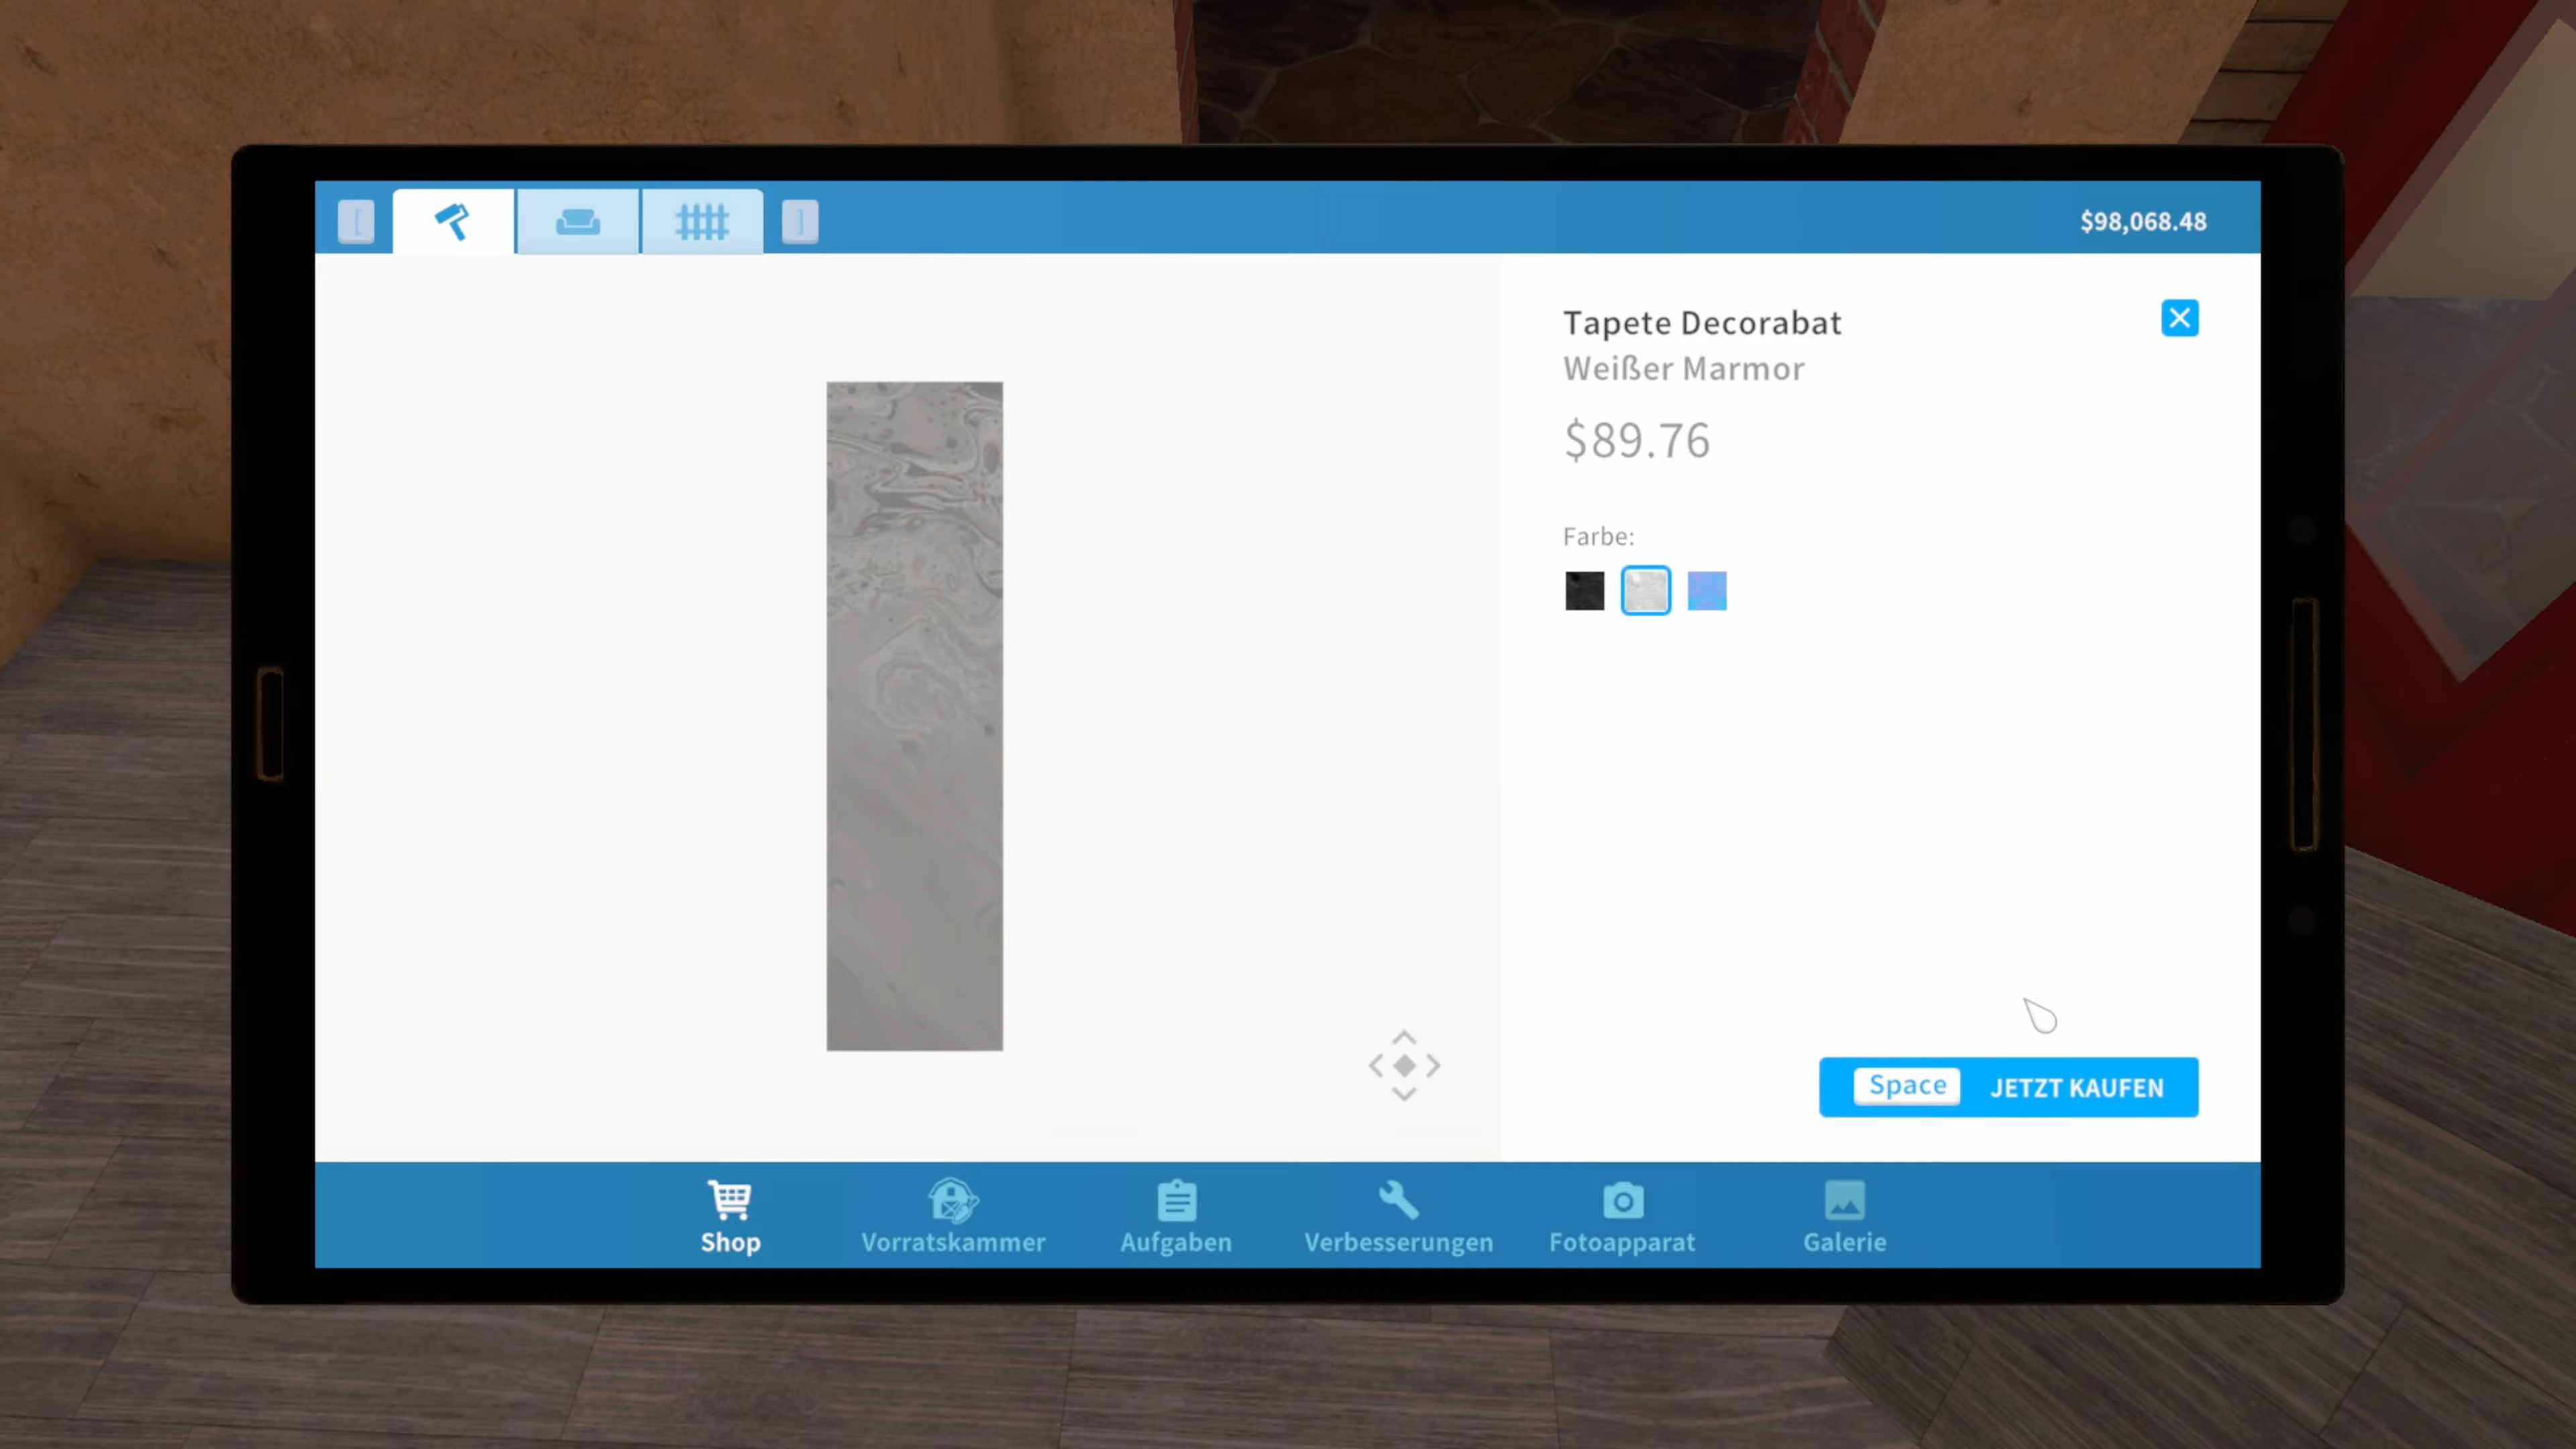 [
]
$98,068.48
Tapete Decorabat
Weißer Marmor
$89.76
Farbe:
Space JETZT KAUFEN
Shop Vorratskammer Aufgaben Verbesserungen Fotoapparat Galerie